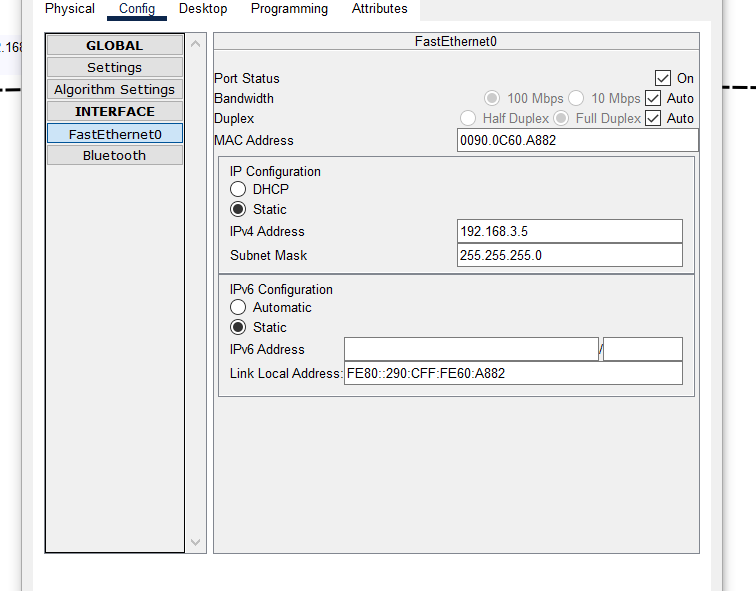 Physical Config Desktop Programming Attributes
GLOBAL
Settings
Algorithm Settings
INTERFACE
FastEthernet0
Bluetooth
FastEthernet0
Port Status On
Bandwidth 100 Mbps 10 Mbps Auto
Duplex Half Duplex Full Duplex Auto
MAC Address 0090.0C60.A882
IP Configuration
DHCP
Static
IPv4 Address 192.168.3.5
Subnet Mask 255.255.255.0
IPv6 Configuration
Automatic
Static
IPv6 Address /
Link Local Address: FE80::290:CFF:FE60:A882